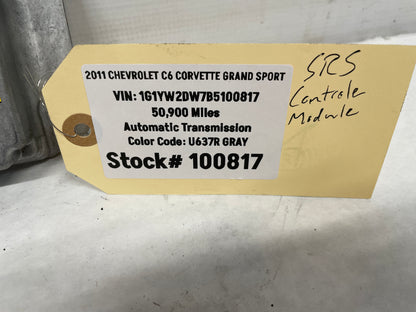 2011 CHEVROLET C6 CORVETTE GRAND SPORT
VIN: 1G1YW2DW7B5100817
50,900 Miles
Automatic Transmission
Color Code: U637R GRAY
Stock# 100817
SRS
Controle
Module